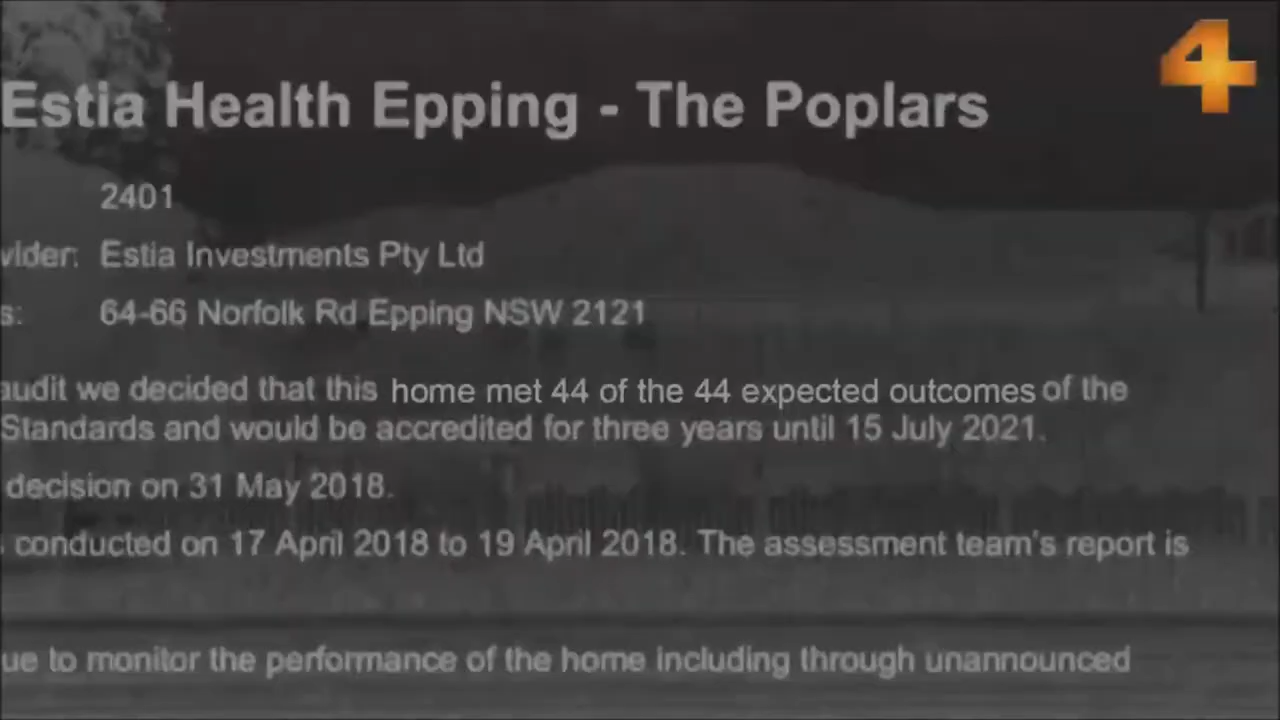 4
Estia Health Epping - The Poplars
2401
vider: Estia Investments Pty Ltd
s: 64-66 Norfolk Rd Epping NSW 2121
audit we decided that this home met 44 of the 44 expected outcomes of the
Standards and would be accredited for three years until 15 July 2021.
decision on 31 May 2018.
conducted on 17 April 2018 to 19 April 2018. The assessment team's report is
ue to monitor the performance of the home including through unannounced